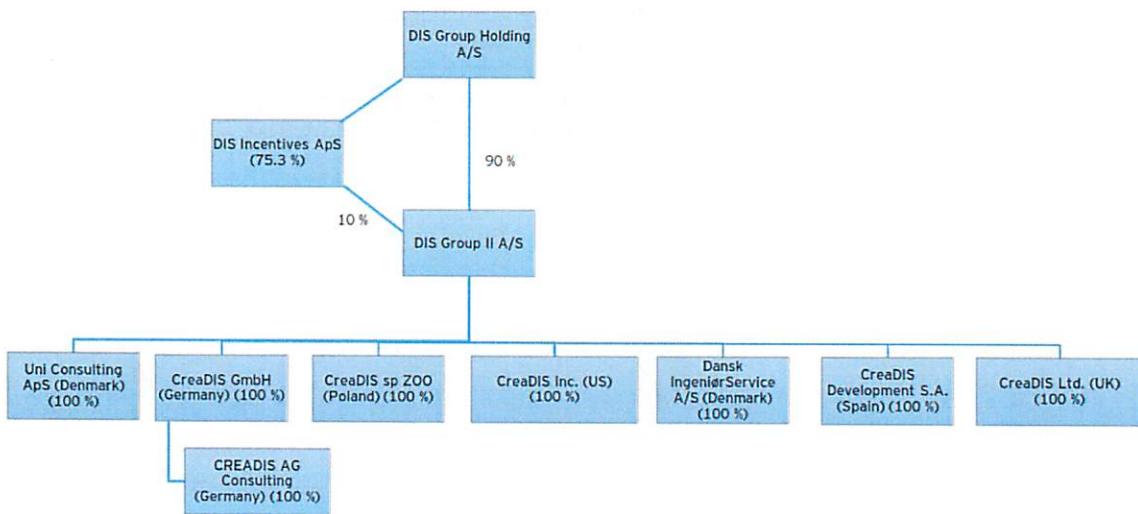 DIS Group Holding
A/S
DIS Incentives ApS
(75.3 %)
90 %
10 %
DIS Group II A/S
Uni Consulting
ApS (Denmark)
(100 %)
CreaDIS GmbH
(Germany) (100 %)
CreaDIS sp ZOO
(Poland) (100 %)
CreaDIS Inc. (US)
(100 %)
Dansk
IngeniørService
A/S (Denmark)
(100 %)
CreaDIS
Development S.A.
(Spain) (100 %)
CreaDIS Ltd. (UK)
(100 %)
CREADIS AG
Consulting
(Germany) (100 %)